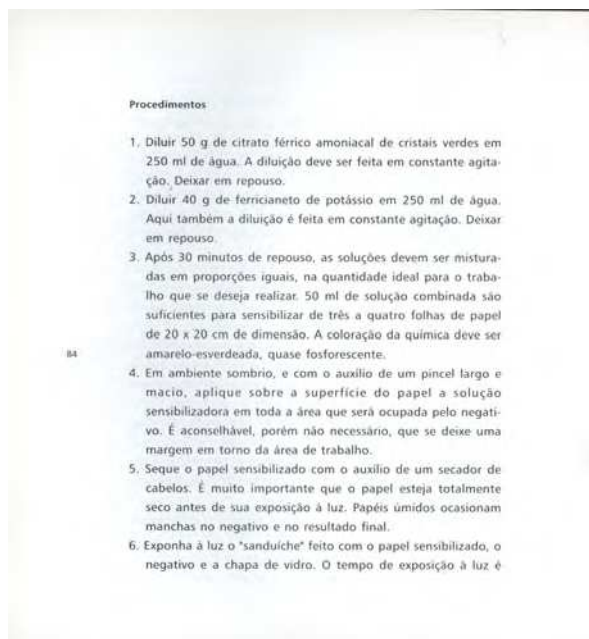 Procedimentos
1. Diluir 50 g de citrato férrico amoniacal de cristais verdes em
250 ml de água. A diluição deve ser feita em constante agita-
ção. Deixar em repouso.
2. Diluir 40 g de ferricianeto de potássio em 250 ml de água.
Aqui também a diluição é feita em constante agitação. Deixar
em repouso.
3. Após 30 minutos de repouso, as soluções devem ser mistura-
das em proporções iguais, na quantidade ideal para o traba-
lho que se deseja realizar. 50 ml de solução combinada são
suficientes para sensibilizar de três a quatro folhas de papel
de 20 x 20 cm de dimensão. A coloração da química deve ser
84
amarelo-esverdeada, quase fosforescente.
4. Em ambiente sombrio, e com o auxílio de um pincel largo e
macio, aplique sobre a superfície do papel a solução
sensibilizadora em toda a área que será ocupada pelo negati-
vo. É aconselhável, porém não necessário, que se deixe uma
margem em torno da área de trabalho.
5. Seque o papel sensibilizado com o auxílio de um secador de
cabelos. É muito importante que o papel esteja totalmente
seco antes de sua exposição à luz. Papéis úmidos ocasionam
manchas no negativo e no resultado final.
6. Exponha à luz o "sanduíche" feito com o papel sensibilizado, o
negativo e a chapa de vidro. O tempo de exposição à luz é